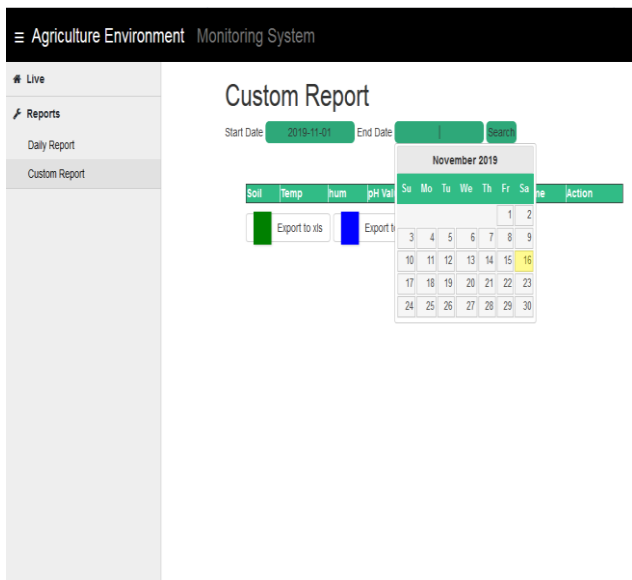 ≡ Agriculture Environment Monitoring System
Live
Reports
Daily Report
Custom Report
Custom Report
Start Date 2019-11-01 End Date Search
November 2019
Su Mo Tu We Th Fr Sa
1 2
3 4 5 6 7 8 9
10 11 12 13 14 15 16
17 18 19 20 21 22 23
24 25 26 27 28 29 30
Soil Temp hum pH Val ne Action
Export to xls Export t